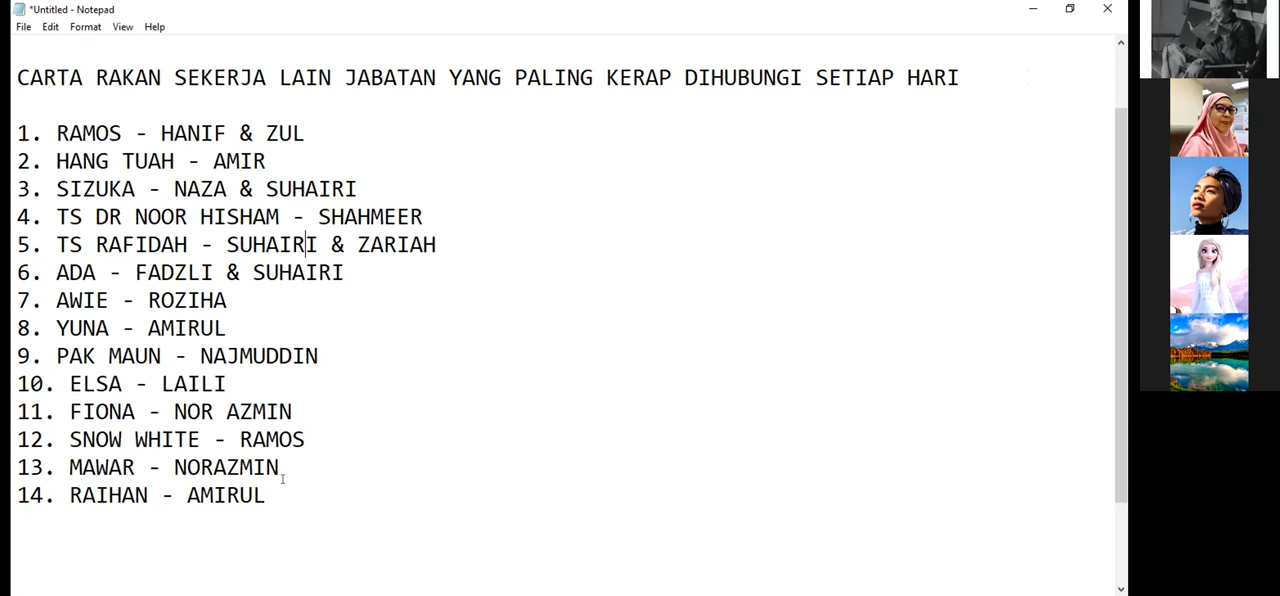 *Untitled - Notepad
File Edit Format View Help
CARTA RAKAN SEKERJA LAIN JABATAN YANG PALING KERAP DIHUBUNGI SETIAP HARI
1. RAMOS - HANIF & ZUL
2. HANG TUAH - AMIR
3. SIZUKA - NAZA & SUHAIRI
4. TS DR NOOR HISHAM - SHAHMEER
5. TS RAFIDAH - SUHAIRI & ZARIAH
6. ADA - FADZLI & SUHAIRI
7. AWIE - ROZIHA
8. YUNA - AMIRUL
9. PAK MAUN - NAJMUDDIN
10. ELSA - LAILI
11. FIONA - NOR AZMIN
12. SNOW WHITE - RAMOS
13. MAWAR - NORAZMIN
14. RAIHAN - AMIRUL